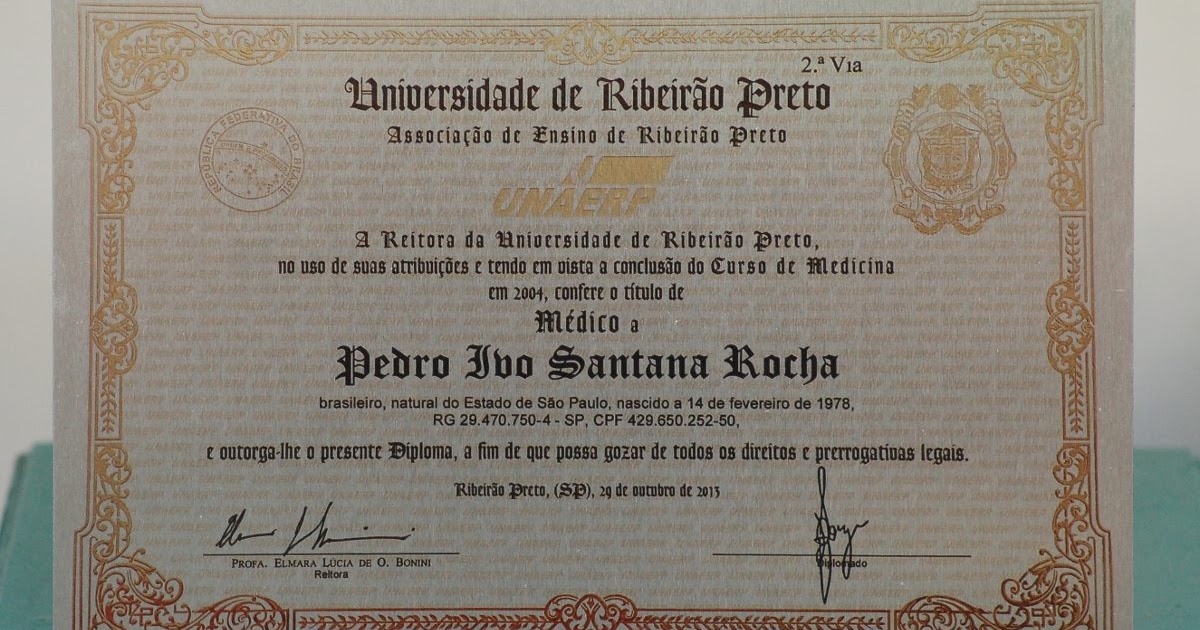 2.ª Via
Universidade de Ribeirão Preto
Associação de Ensino de Ribeirão Preto
REPÚBLICA FEDERATIVA DO BRASIL
UNAERP
A Reitora da Universidade de Ribeirão Preto,
no uso de suas atribuições e tendo em vista a conclusão do Curso de Medicina
em 2004, confere o título de
Médico a
Pedro Ivo Santana Rocha
brasileiro, natural do Estado de São Paulo, nascido a 14 de fevereiro de 1978,
RG 29.470.750-4 - SP, CPF 429.650.252-50,
e outorga-lhe o presente Diploma, a fim de que possa gozar de todos os direitos e prerrogativas legais.
Ribeirão Preto, (SP), 29 de outubro de 2013
PROFA. ELMARA LÚCIA DE O. BONINI
Reitora
Diplomado